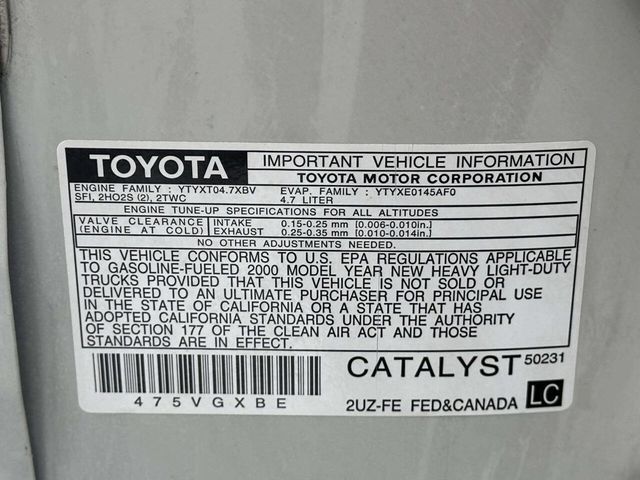 TOYOTA
IMPORTANT VEHICLE INFORMATION
TOYOTA MOTOR CORPORATION
ENGINE FAMILY : YTYXT04.7XBV EVAP. FAMILY : YTYXE0145AF0
SFI, 2HO2S (2), 2TWC 4.7 LITER
ENGINE TUNE-UP SPECIFICATIONS FOR ALL ALTITUDES
VALVE CLEARANCE INTAKE 0.15-0.25 mm (0.006-0.010in.)
(ENGINE AT COLD) EXHAUST 0.25-0.35 mm (0.010-0.014in.)
NO OTHER ADJUSTMENTS NEEDED.
THIS VEHICLE CONFORMS TO U.S. EPA REGULATIONS APPLICABLE
TO GASOLINE-FUELED 2000 MODEL YEAR NEW HEAVY LIGHT-DUTY
TRUCKS PROVIDED THAT THIS VEHICLE IS NOT SOLD OR
DELIVERED TO AN ULTIMATE PURCHASER FOR PRINCIPAL USE
IN THE STATE OF CALIFORNIA OR A STATE THAT HAS
ADOPTED CALIFORNIA STANDARDS UNDER THE AUTHORITY
OF SECTION 177 OF THE CLEAN AIR ACT AND THOSE
STANDARDS ARE IN EFFECT.
475VGXBE
CATALYST 50231
2UZ-FE FED&CANADA LC